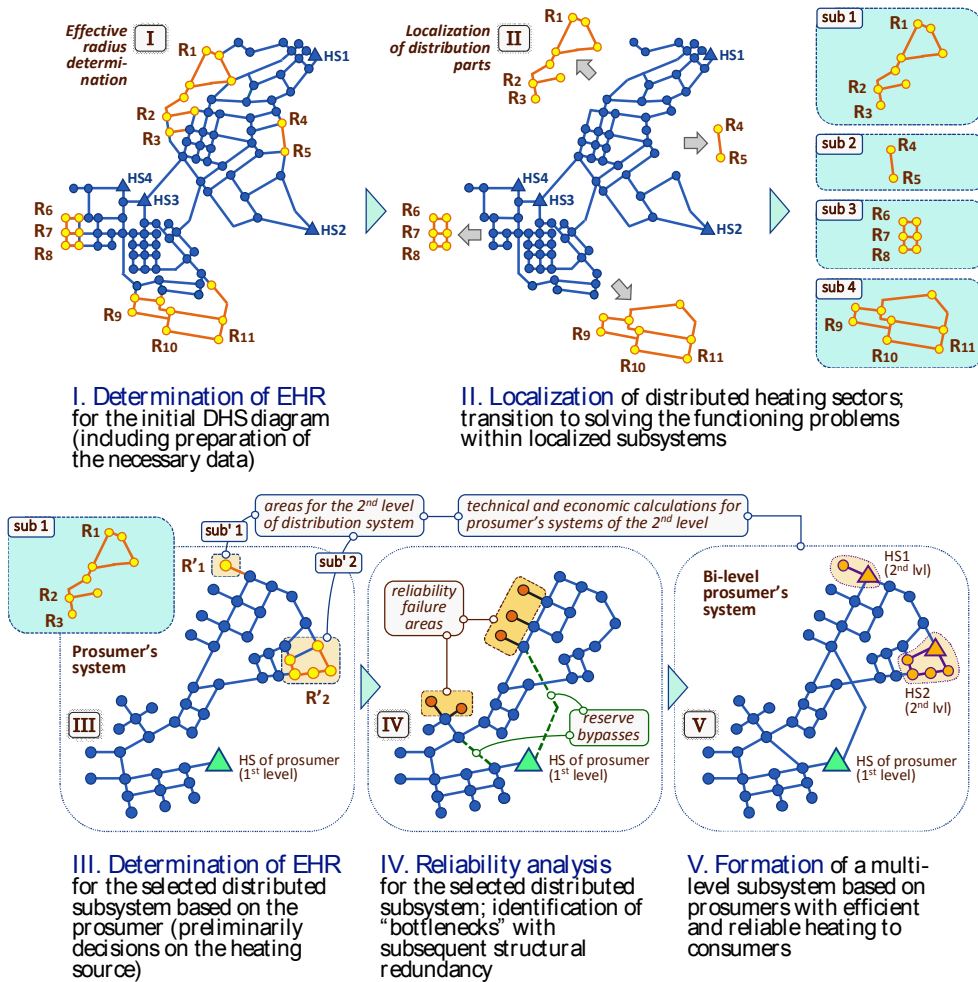 Effective
radius
determi-
nation
I
R1
HS1
R2
R3
R4
R5
HS4
HS3
R6
R7
R8
HS2
R9
R10
R11
Localization
of distribution
parts
II
R1
HS1
R2
R3
R4
R5
HS4
HS3
R6
R7
R8
HS2
R9
R10
R11
sub 1
R1
R2
R3
sub 2
R4
R5
sub 3
R6
R7
R8
sub 4
R9
R10
R11
I. Determination of EHR
for the initial DHS diagram
(including preparation of
the necessary data)
II. Localization of distributed heating sectors;
transition to solving the functioning problems
within localized subsystems
areas for the 2nd level
of distribution system
technical and economic calculations for
prosumer's systems of the 2nd level
sub 1
R1
R2
R3
sub' 1
R'1
sub' 2
R'2
Prosumer's
system
III
HS of prosumer
(1st level)
reliability
failure
areas
IV
reserve
bypasses
HS of prosumer
(1st level)
HS1
(2nd lvl)
Bi-level
prosumer's
system
HS2
(2nd lvl)
V
HS of prosumer
(1st level)
III. Determination of EHR
for the selected distributed
subsystem based on the
prosumer (preliminarily
decisions on the heating
source)
IV. Reliability analysis
for the selected distributed
subsystem; identification of
“bottlenecks” with
subsequent structural
redundancy
V. Formation of a multi-
level subsystem based on
prosumers with efficient
and reliable heating to
consumers